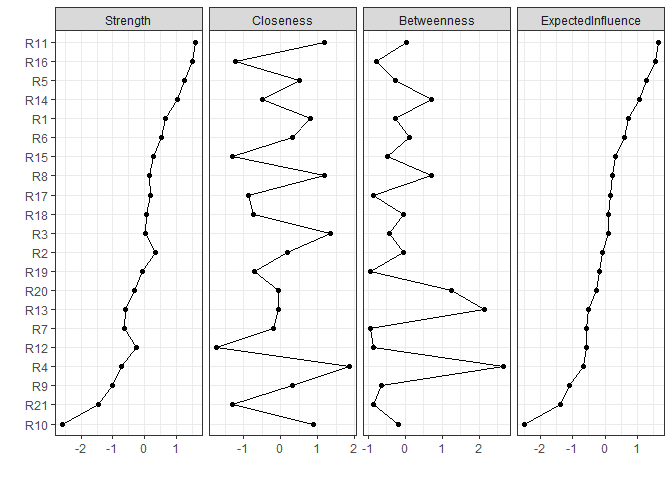 Strength Closeness Betweenness ExpectedInfluence
R11
R16
R5
R14
R1
R6
R15
R8
R17
R18
R3
R2
R19
R20
R13
R7
R12
R4
R9
R21
R10
-2 -1 0 1 -1 0 1 2 -1 0 1 2 -2 -1 0 1